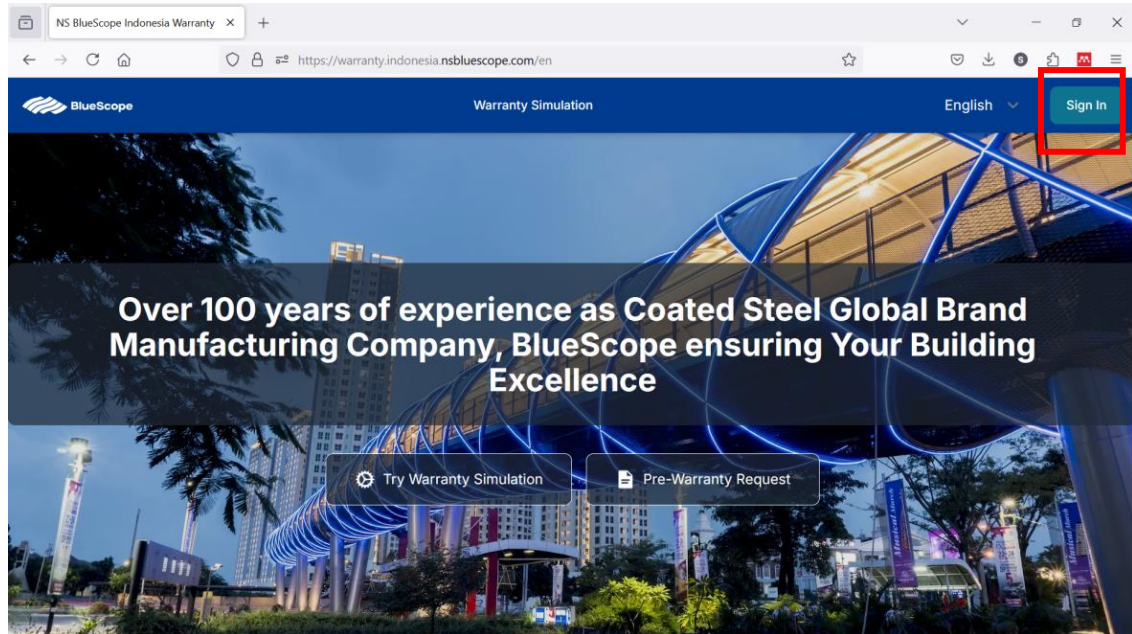 NS BlueScope Indonesia Warranty
https://warranty.indonesia.nsbluescope.com/en
S
BlueScope
Warranty Simulation
English
Sign In
Over 100 years of experience as Coated Steel Global Brand
Manufacturing Company, BlueScope ensuring Your Building
Excellence
Try Warranty Simulation
Pre-Warranty Request